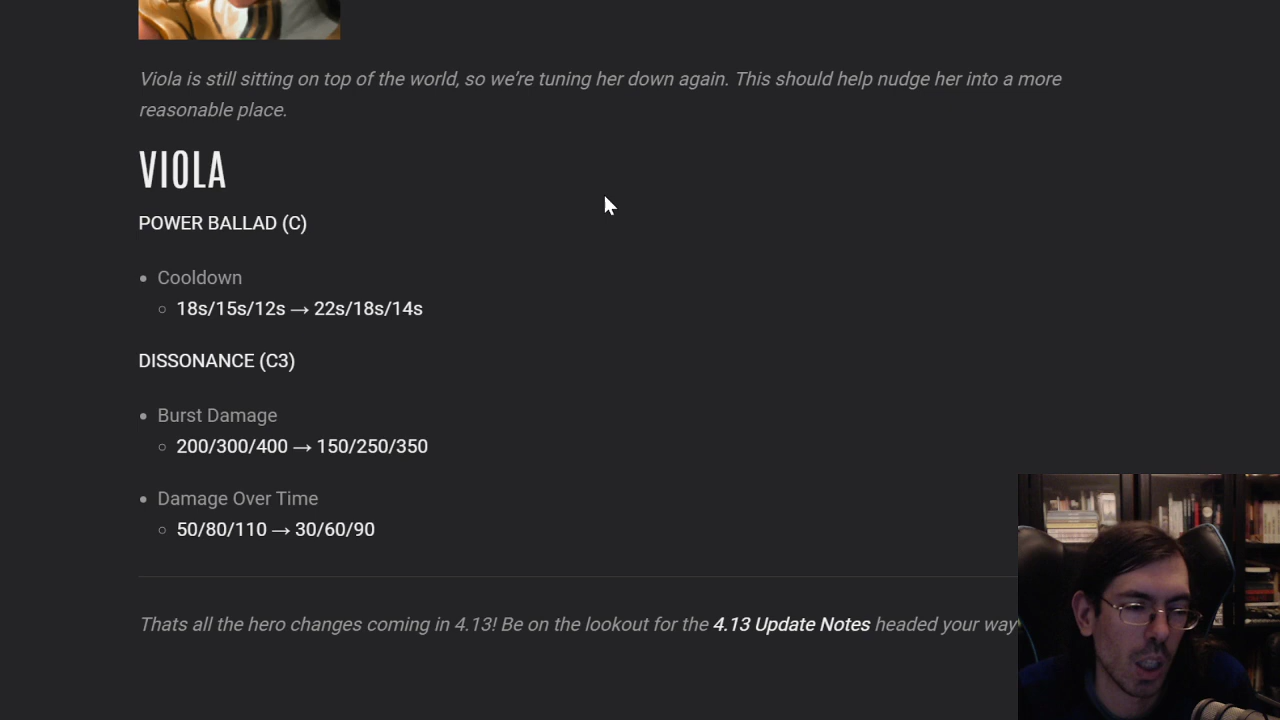 Viola is still sitting on top of the world, so we're tuning her down again. This should help nudge her into a more
reasonable place.
VIOLA
POWER BALLAD (C)
Cooldown
18s/15s/12s → 22s/18s/14s
DISSONANCE (C3)
Burst Damage
200/300/400 → 150/250/350
Damage Over Time
50/80/110 → 30/60/90
Thats all the hero changes coming in 4.13! Be on the lookout for the 4.13 Update Notes headed your way